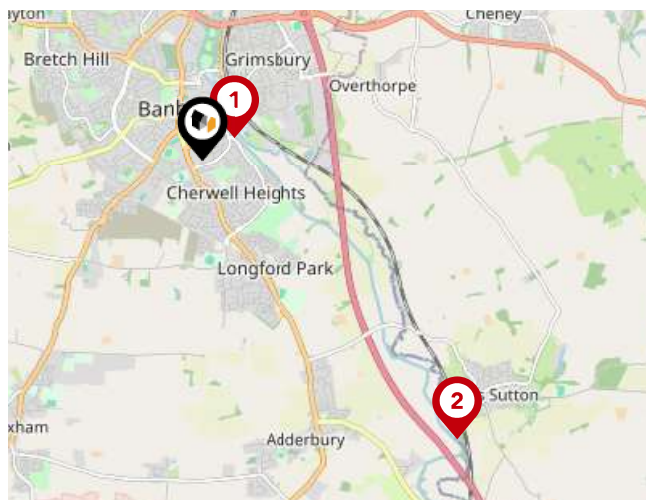 Cheney
Bretch Hill
Grimsbury
Overthorpe
1
Cherwell Heights
Longford Park
2
Sutton
Adderbury